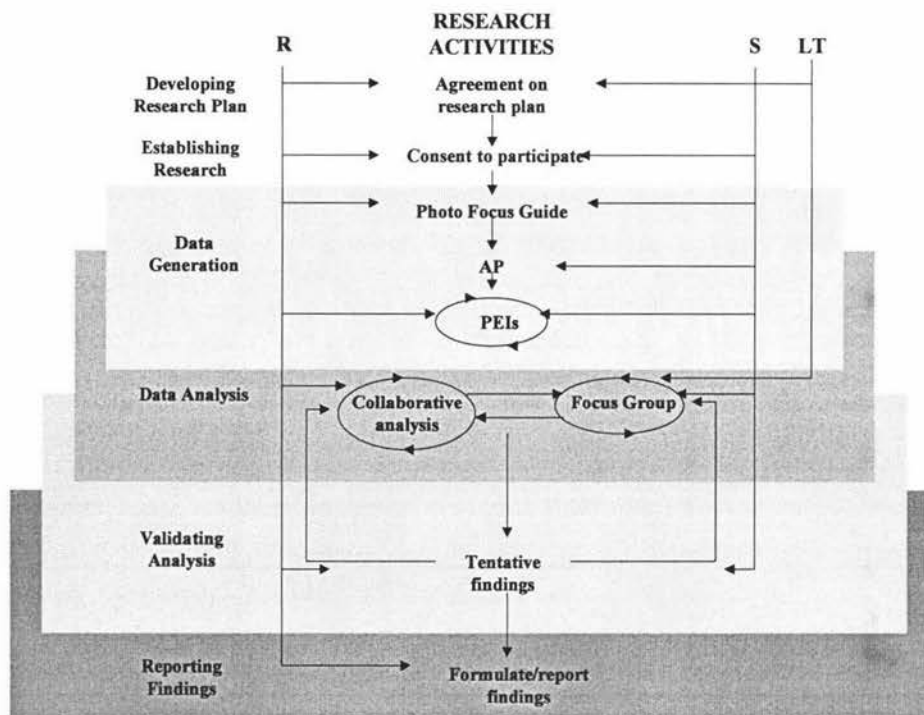 RESEARCH
ACTIVITIES
R
S
LT
Developing
Research Plan
Agreement on
research plan
Establishing
Research
Consent to participate
Photo Focus Guide
Data
Generation
AP
PEIs
Data Analysis
Collaborative
analysis
Focus Group
Validating
Analysis
Tentative
findings
Reporting
Findings
Formulate/report
findings